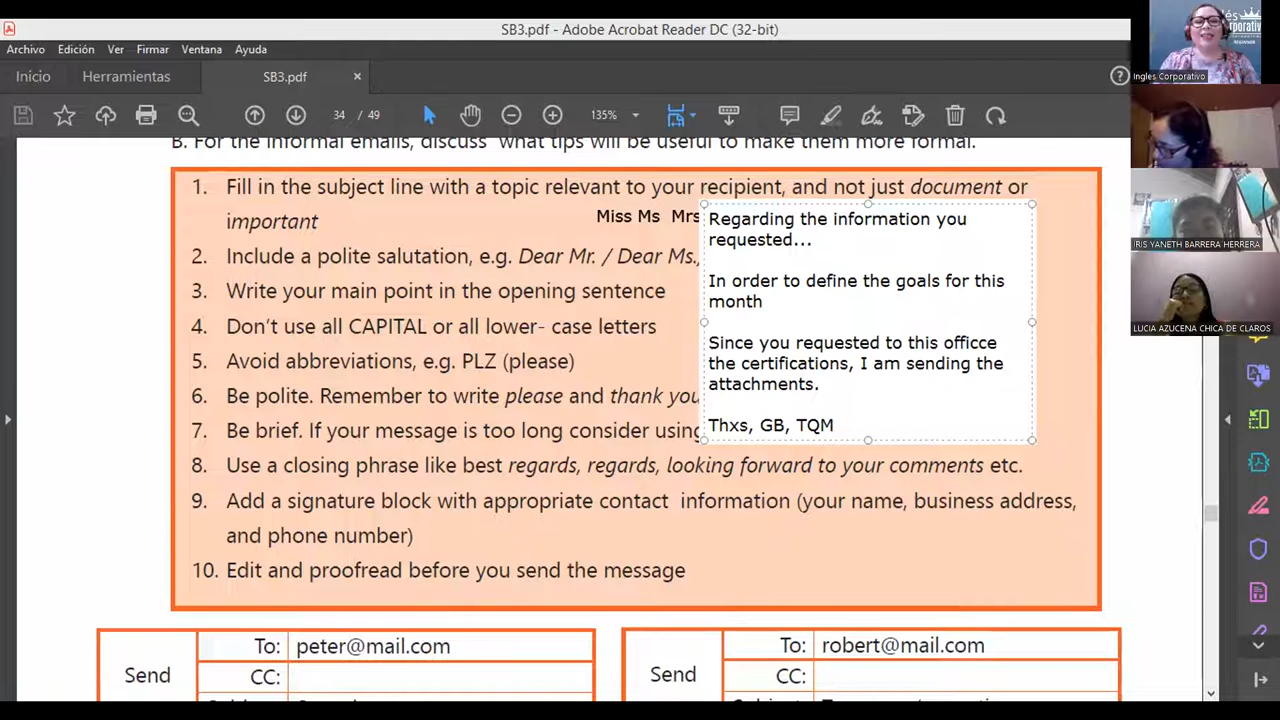 SB3.pdf - Adobe Acrobat Reader DC (32-bit)
Archivo Edición Ver Firmar Ventana Ayuda
Inicio Herramientas SB3.pdf ×
34 / 49 135%
B. For the informal emails, discuss what tips will be useful to make them more formal.
1. Fill in the subject line with a topic relevant to your recipient, and not just document or
important
Miss Ms Mrs
2. Include a polite salutation, e.g. Dear Mr. / Dear Ms.,
3. Write your main point in the opening sentence
4. Don't use all CAPITAL or all lower- case letters
5. Avoid abbreviations, e.g. PLZ (please)
6. Be polite. Remember to write please and thank you
7. Be brief. If your message is too long consider using
8. Use a closing phrase like best regards, regards, looking forward to your comments etc.
9. Add a signature block with appropriate contact information (your name, business address,
and phone number)
10. Edit and proofread before you send the message
Regarding the information you
requested...
In order to define the goals for this
month
Since you requested to this officce
the certifications, I am sending the
attachments.
Thxs, GB, TQM
Send
To: peter@mail.com
CC:
Send
To: robert@mail.com
CC:
Ingles Corporativo
IRIS YANETH BARRERA HERRERA
LUCIA AZUCENA CHICA DE CLAROS